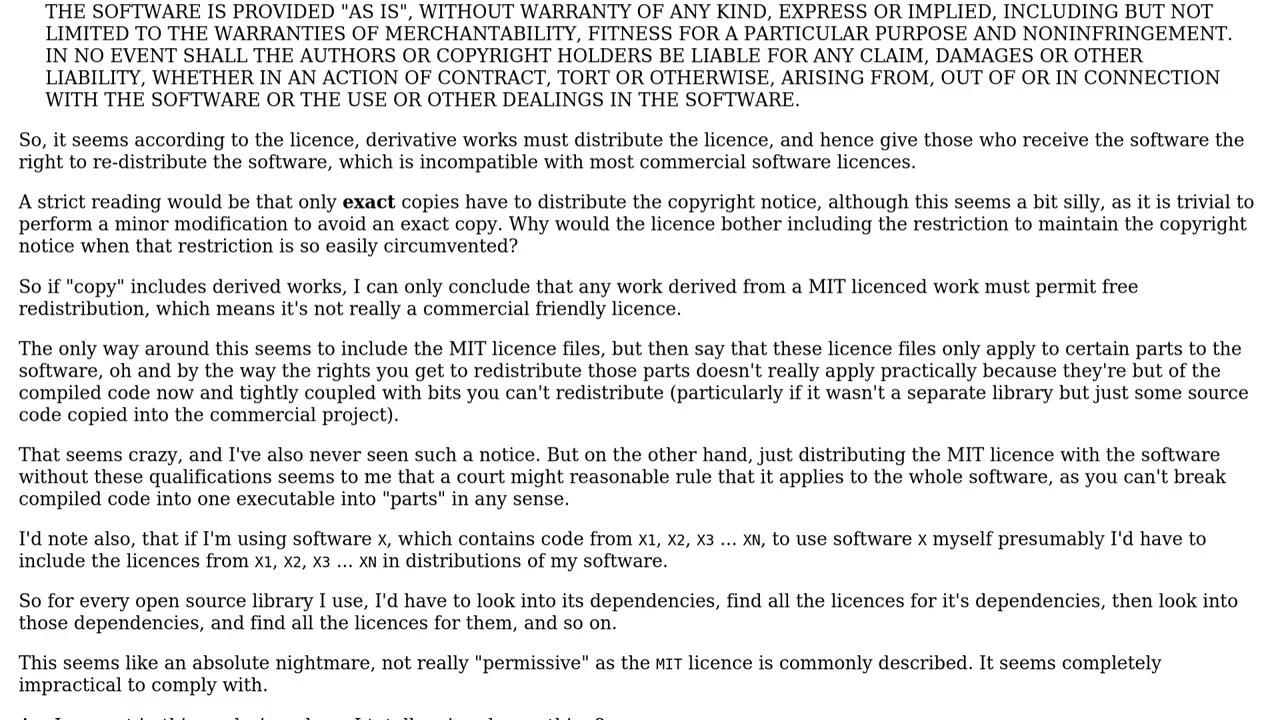 THE SOFTWARE IS PROVIDED "AS IS", WITHOUT WARRANTY OF ANY KIND, EXPRESS OR IMPLIED, INCLUDING BUT NOT
LIMITED TO THE WARRANTIES OF MERCHANTABILITY, FITNESS FOR A PARTICULAR PURPOSE AND NONINFRINGEMENT.
IN NO EVENT SHALL THE AUTHORS OR COPYRIGHT HOLDERS BE LIABLE FOR ANY CLAIM, DAMAGES OR OTHER
LIABILITY, WHETHER IN AN ACTION OF CONTRACT, TORT OR OTHERWISE, ARISING FROM, OUT OF OR IN CONNECTION
WITH THE SOFTWARE OR THE USE OR OTHER DEALINGS IN THE SOFTWARE.
So, it seems according to the licence, derivative works must distribute the licence, and hence give those who receive the software the
right to re-distribute the software, which is incompatible with most commercial software licences.
A strict reading would be that only exact copies have to distribute the copyright notice, although this seems a bit silly, as it is trivial to
perform a minor modification to avoid an exact copy. Why would the licence bother including the restriction to maintain the copyright
notice when that restriction is so easily circumvented?
So if "copy" includes derived works, I can only conclude that any work derived from a MIT licenced work must permit free
redistribution, which means it's not really a commercial friendly licence.
The only way around this seems to include the MIT licence files, but then say that these licence files only apply to certain parts to the
software, oh and by the way the rights you get to redistribute those parts doesn't really apply practically because they're but of the
compiled code now and tightly coupled with bits you can't redistribute (particularly if it wasn't a separate library but just some source
code copied into the commercial project).
That seems crazy, and I've also never seen such a notice. But on the other hand, just distributing the MIT licence with the software
without these qualifications seems to me that a court might reasonable rule that it applies to the whole software, as you can't break
compiled code into one executable into "parts" in any sense.
I'd note also, that if I'm using software X, which contains code from X1, X2, X3 ... XN, to use software X myself presumably I'd have to
include the licences from X1, X2, X3 ... XN in distributions of my software.
So for every open source library I use, I'd have to look into its dependencies, find all the licences for it's dependencies, then look into
those dependencies, and find all the licences for them, and so on.
This seems like an absolute nightmare, not really "permissive" as the MIT licence is commonly described. It seems completely
impractical to comply with.